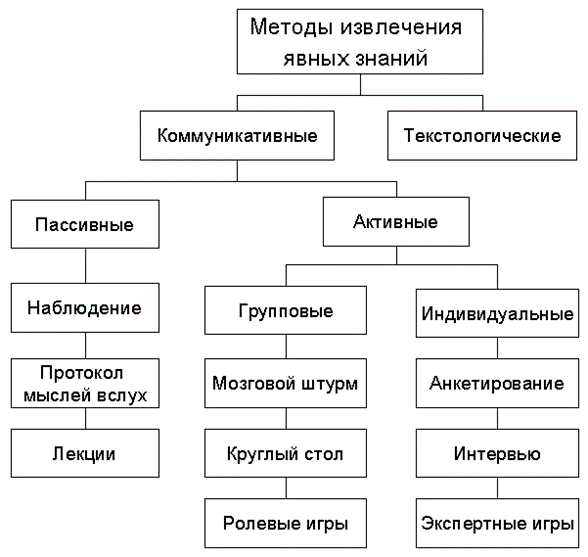 Методы извлечения
явных знаний
Коммуникативные
Текстологические
Пассивные
Активные
Наблюдение
Групповые
Индивидуальные
Протокол
мыслей вслух
Мозговой штурм
Анкетирование
Лекции
Круглый стол
Интервью
Ролевые игры
Экспертные игры